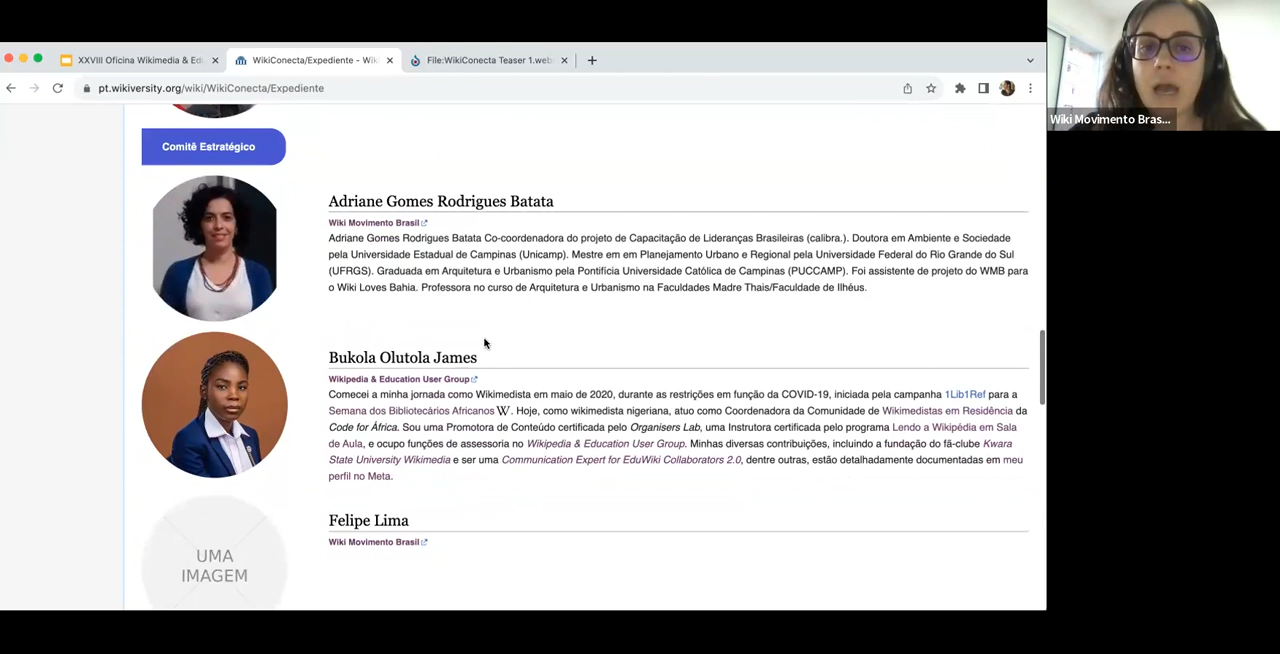 XXVIII Oficina Wikimedia & Ed
WikiConecta/Expediente - Wik
File:WikiConecta Teaser 1.web
pt.wikiversity.org/wiki/WikiConecta/Expediente
Wiki Movimento Bras...
Comitê Estratégico
Adriane Gomes Rodrigues Batata
Wiki Movimento Brasil
Adriane Gomes Rodrigues Batata Co-coordenadora do projeto de Capacitação de Lideranças Brasileiras (calibra.). Doutora em Ambiente e Sociedade
pela Universidade Estadual de Campinas (Unicamp). Mestre em em Planejamento Urbano e Regional pela Universidade Federal do Rio Grande do Sul
(UFRGS). Graduada em Arquitetura e Urbanismo pela Pontifícia Universidade Católica de Campinas (PUCCAMP). Foi assistente de projeto do WMB para
o Wiki Loves Bahia. Professora no curso de Arquitetura e Urbanismo na Faculdades Madre Thais/Faculdade de Ilhéus.
Bukola Olutola James
Wikipedia & Education User Group
Comecei a minha jornada como Wikimedista em maio de 2020, durante as restrições em função da COVID-19, iniciada pela campanha 1Lib1Ref para a
Semana dos Bibliotecários Africanos W. Hoje, como wikimedista nigeriana, atuo como Coordenadora da Comunidade de Wikimedistas em Residência da
Code for África. Sou uma Promotora de Conteúdo certificada pelo Organisers Lab, uma Instrutora certificada pelo programa Lendo a Wikipédia em Sala
de Aula, e ocupo funções de assessoria no Wikipedia & Education User Group. Minhas diversas contribuições, incluindo a fundação do fã-clube Kwara
State University Wikimedia e ser uma Communication Expert for EduWiki Collaborators 2.0, dentre outras, estão detalhadamente documentadas em meu
perfil no Meta.
Felipe Lima
Wiki Movimento Brasil
UMA
IMAGEM